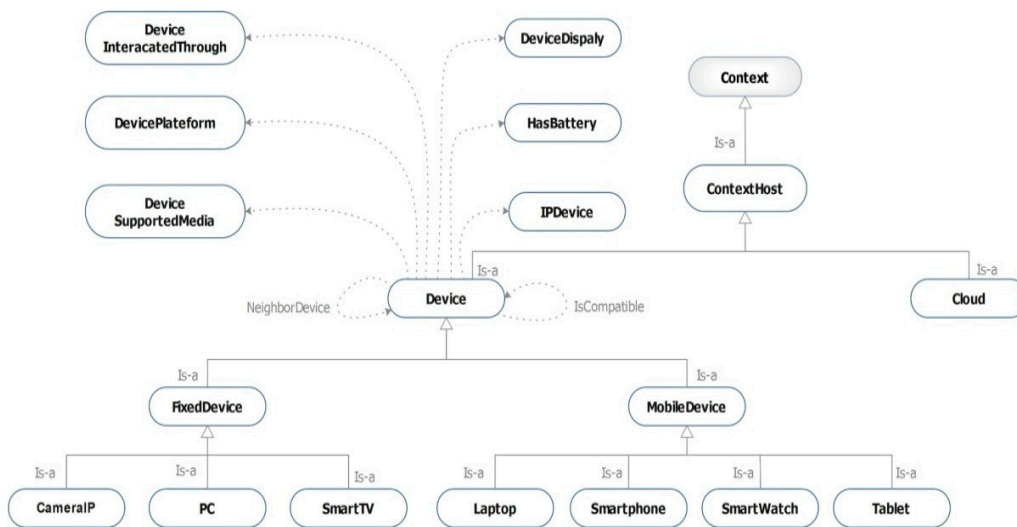 Device
InteracatedThrough
DeviceDispaly
Context
DevicePlateform
HasBattery
Is-a
ContextHost
Device
SupportedMedia
IPDevice
Is-a
Is-a
Device
Cloud
NeighborDevice
IsCompatible
Is-a
Is-a
FixedDevice
MobileDevice
Is-a
Is-a
Is-a
Is-a
Is-a
Is-a
Is-a
CameraIP
PC
SmartTV
Laptop
Smartphone
SmartWatch
Tablet